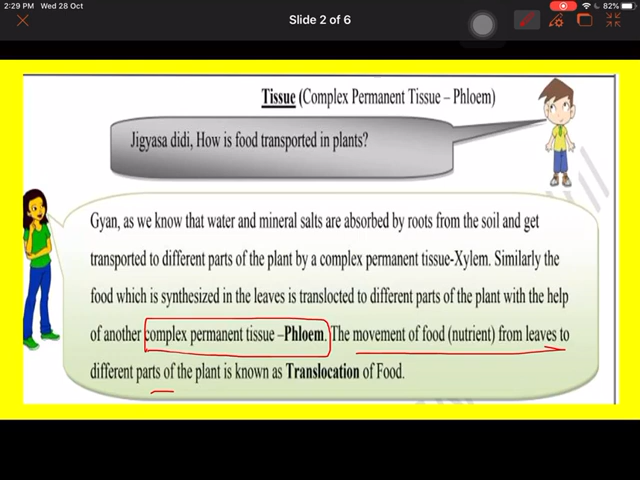 2:29 PM Wed 28 Oct
82%
Slide 2 of 6
Tissue (Complex Permanent Tissue – Phloem)
Jigyasa didi, How is food transported in plants?
Gyan, as we know that water and mineral salts are absorbed by roots from the soil and get
transported to different parts of the plant by a complex permanent tissue-Xylem. Similarly the
food which is synthesized in the leaves is translocted to different parts of the plant with the help
of another complex permanent tissue –Phloem. The movement of food (nutrient) from leaves to
different parts of the plant is known as Translocation of Food.